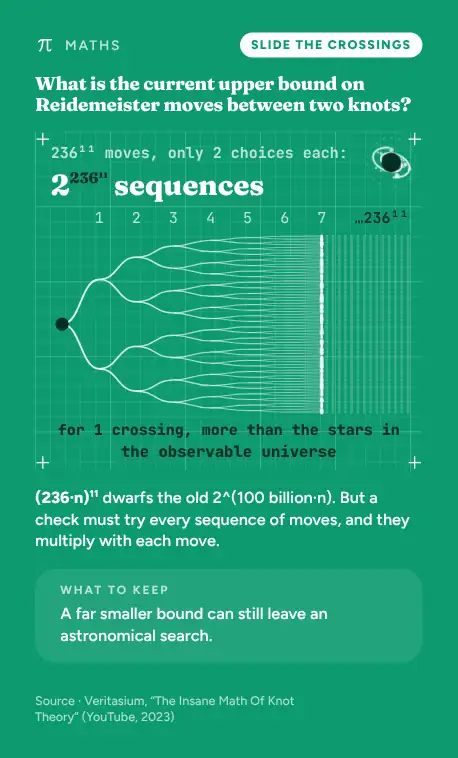 π MATHS
SLIDE THE CROSSINGS
What is the current upper bound on
Reidemeister moves between two knots?
236¹¹ moves, only 2 choices each:
2^236¹¹ sequences
1 2 3 4 5 6 7 …236¹¹
for 1 crossing, more than the stars in
the observable universe
(236·n)¹¹ dwarfs the old 2^(100 billion·n). But a
check must try every sequence of moves, and they
multiply with each move.
WHAT TO KEEP
A far smaller bound can still leave an
astronomical search.
Source · Veritasium, “The Insane Math Of Knot
Theory” (YouTube, 2023)